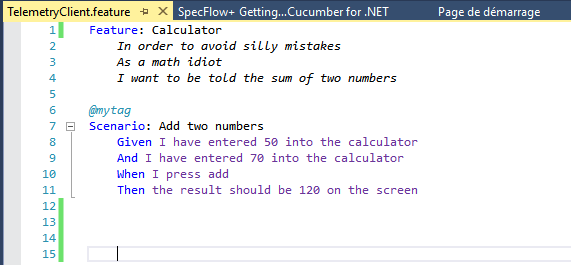 TelemetryClient.feature SpecFlow+ Getting...Cucumber for .NET Page de démarrage
1 Feature: Calculator
2 In order to avoid silly mistakes
3 As a math idiot
4 I want to be told the sum of two numbers
5
6 @mytag
7 Scenario: Add two numbers
8 Given I have entered 50 into the calculator
9 And I have entered 70 into the calculator
10 When I press add
11 Then the result should be 120 on the screen
12
13
14
15